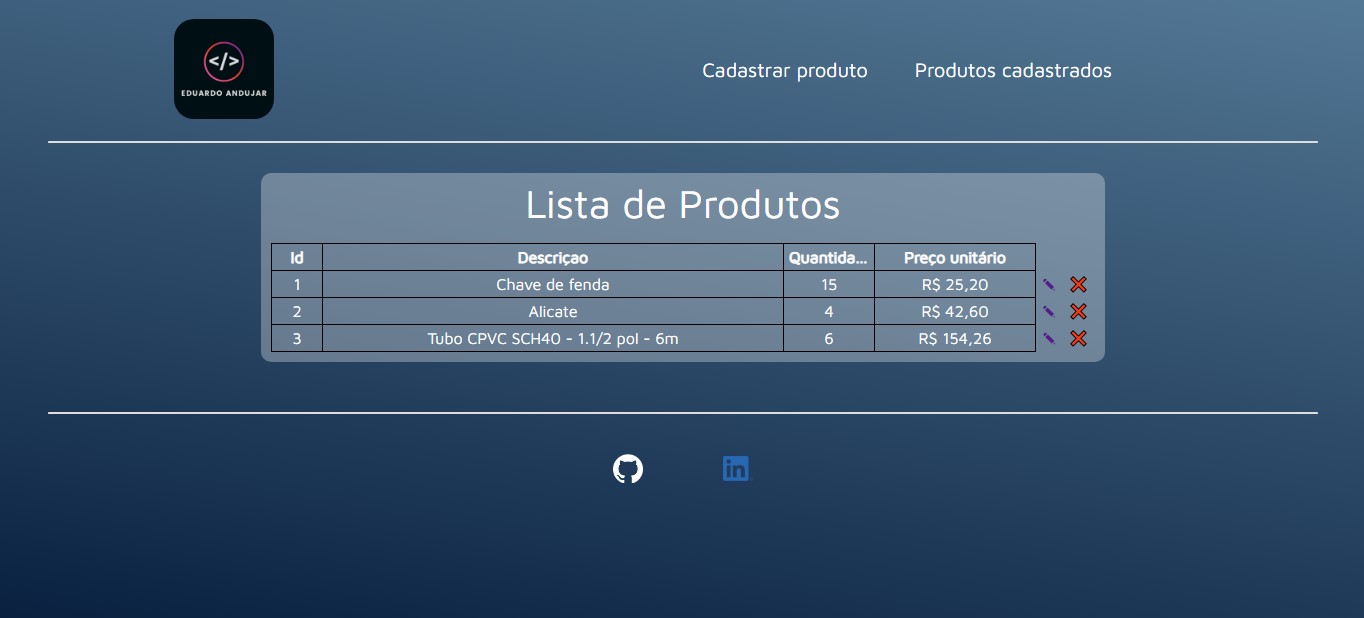 </>
EDUARDO ANDUJAR
Cadastrar produto Produtos cadastrados
Lista de Produtos
Id Descriçao Quantida... Preço unitário
1 Chave de fenda 15 R$ 25,20
2 Alicate 4 R$ 42,60
3 Tubo CPVC SCH40 - 1.1/2 pol - 6m 6 R$ 154,26
in